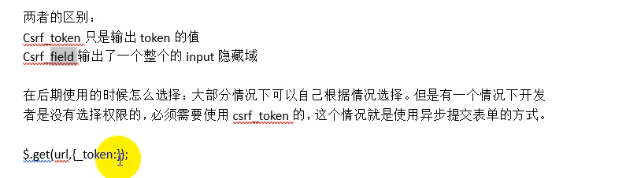 两者的区别：
Csrf_token 只是输出 token 的值
Csrf_field 输出了一个整个的 input 隐藏域
在后期使用的时候怎么选择：大部分情况下可以自己根据情况选择。但是有一个情况下开发
者是没有选择权限的，必须需要使用 csrf_token 的，这个情况就是使用异步提交表单的方式。
$.get(url,{_token:});